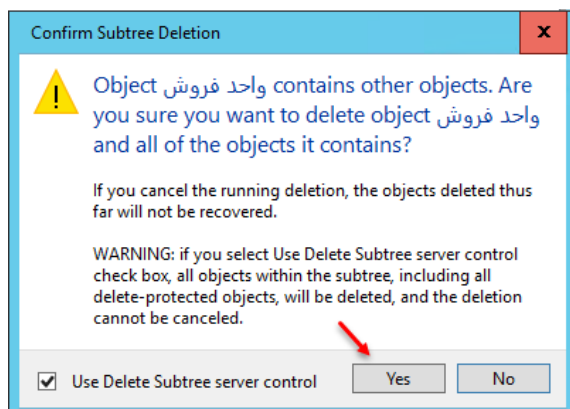 Confirm Subtree Deletion
x
Object واحد فروش contains other objects. Are
you sure you want to delete object واحد فروش
and all of the objects it contains?
If you cancel the running deletion, the objects deleted thus
far will not be recovered.
WARNING: if you select Use Delete Subtree server control
check box, all objects within the subtree, including all
delete-protected objects, will be deleted, and the deletion
cannot be canceled.
Use Delete Subtree server control
Yes
No